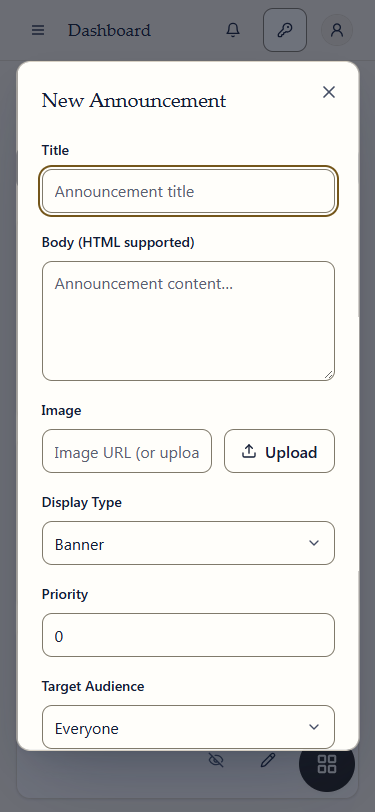 Dashboard
New Announcement
Title
Announcement title
Body (HTML supported)
Announcement content...
Image
Image URL (or uploa
Upload
Display Type
Banner
Priority
0
Target Audience
Everyone